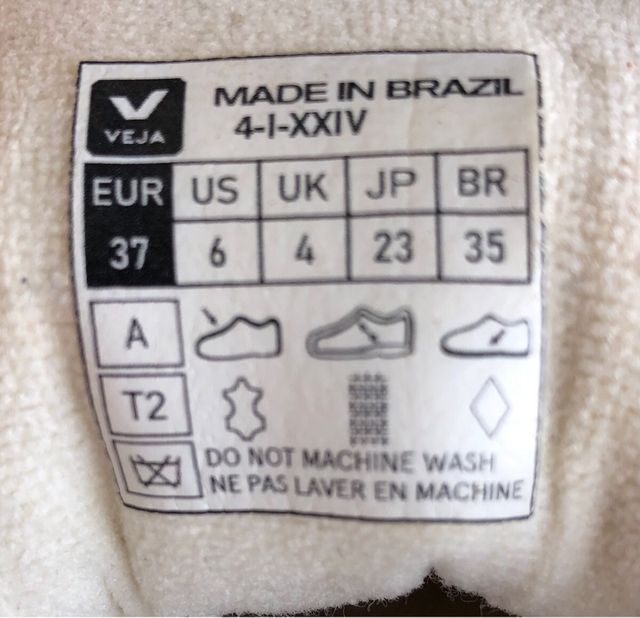 VEJA MADE IN BRAZIL
4-I-XXIV
EUR US UK JP BR
37 6 4 23 35
A
T2
DO NOT MACHINE WASH
NE PAS LAVER EN MACHINE